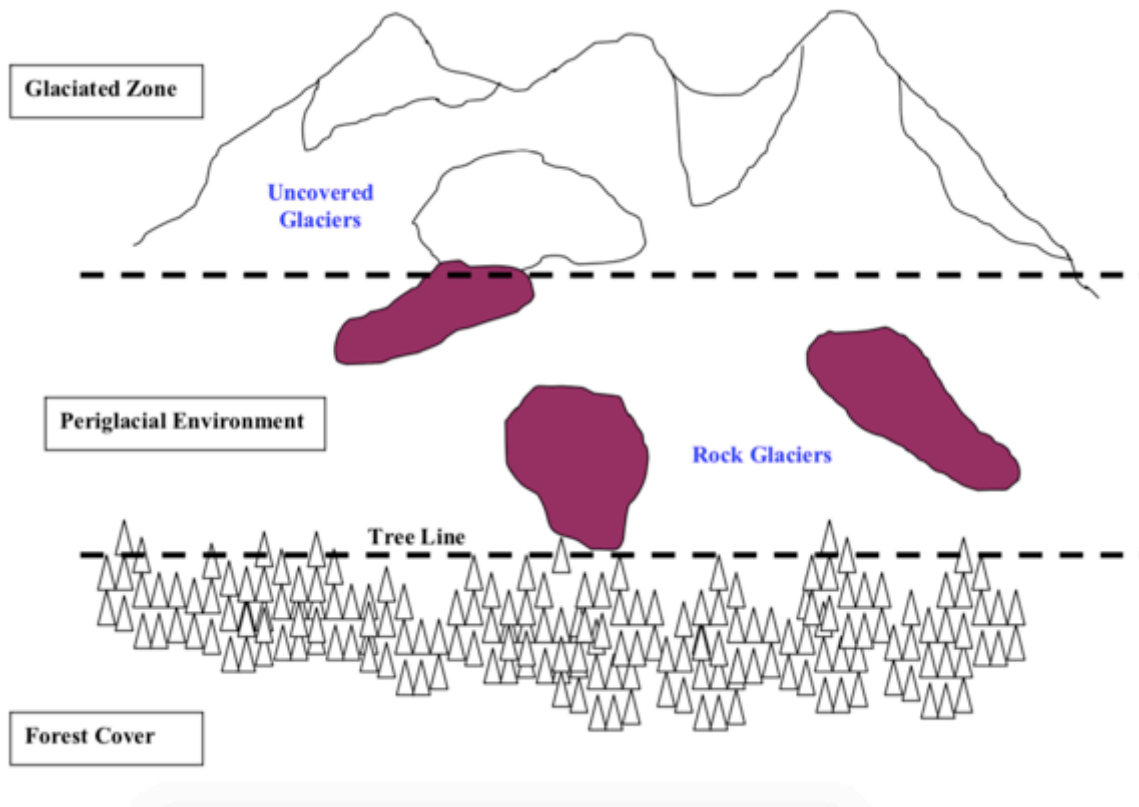 Glaciated Zone
Uncovered
Glaciers
Periglacial Environment
Rock Glaciers
Tree Line
Forest Cover